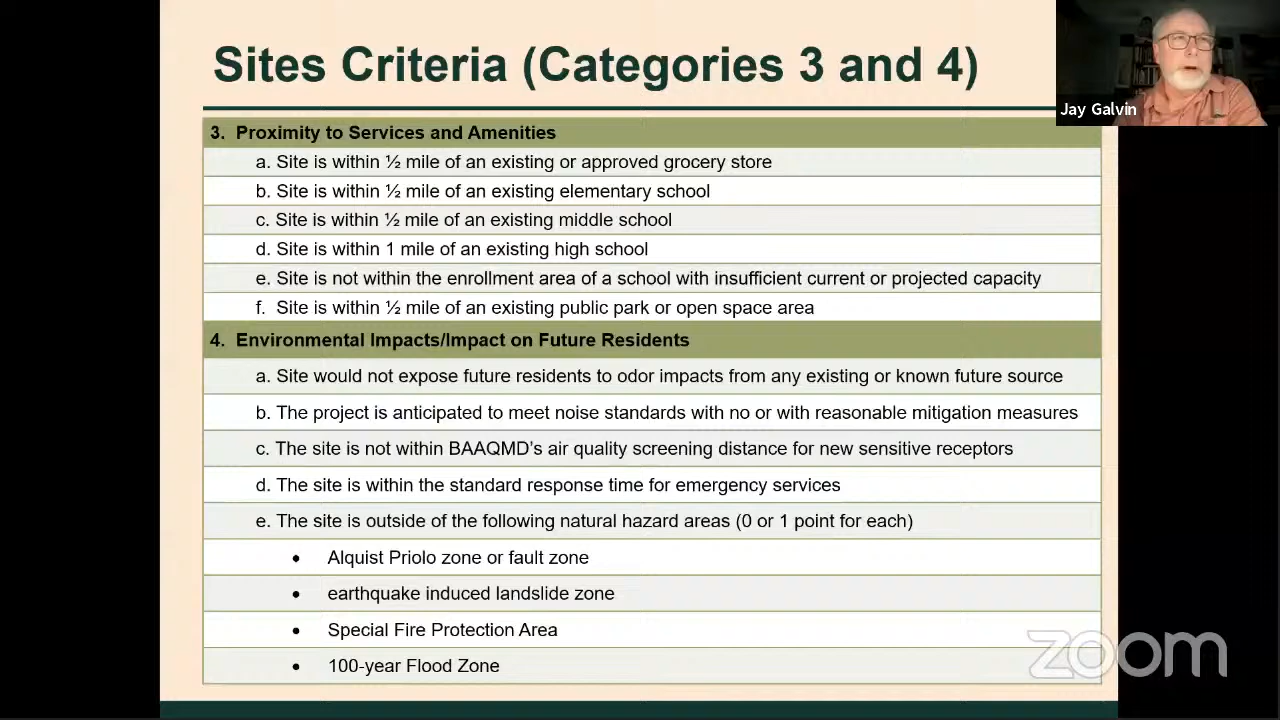 Sites Criteria (Categories 3 and 4)
Jay Galvin
3. Proximity to Services and Amenities
a. Site is within ½ mile of an existing or approved grocery store
b. Site is within ½ mile of an existing elementary school
c. Site is within ½ mile of an existing middle school
d. Site is within 1 mile of an existing high school
e. Site is not within the enrollment area of a school with insufficient current or projected capacity
f. Site is within ½ mile of an existing public park or open space area
4. Environmental Impacts/Impact on Future Residents
a. Site would not expose future residents to odor impacts from any existing or known future source
b. The project is anticipated to meet noise standards with no or with reasonable mitigation measures
c. The site is not within BAAQMD's air quality screening distance for new sensitive receptors
d. The site is within the standard response time for emergency services
e. The site is outside of the following natural hazard areas (0 or 1 point for each)
• Alquist Priolo zone or fault zone
• earthquake induced landslide zone
• Special Fire Protection Area
• 100-year Flood Zone
zoom